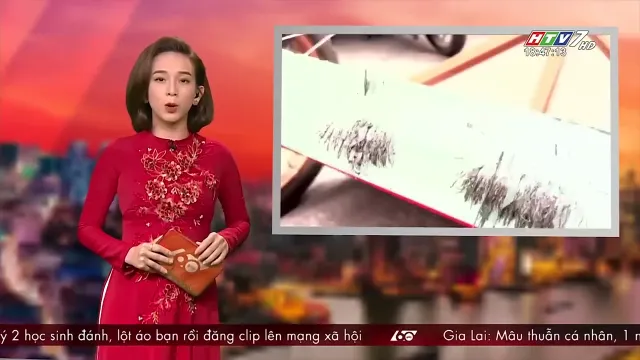 HTV7 HD
18:47:13
ý 2 học sinh đánh, lột áo bạn rồi đăng clip lên mạng xã hội 60 Gia Lai: Mâu thuẫn cá nhân, 1 n